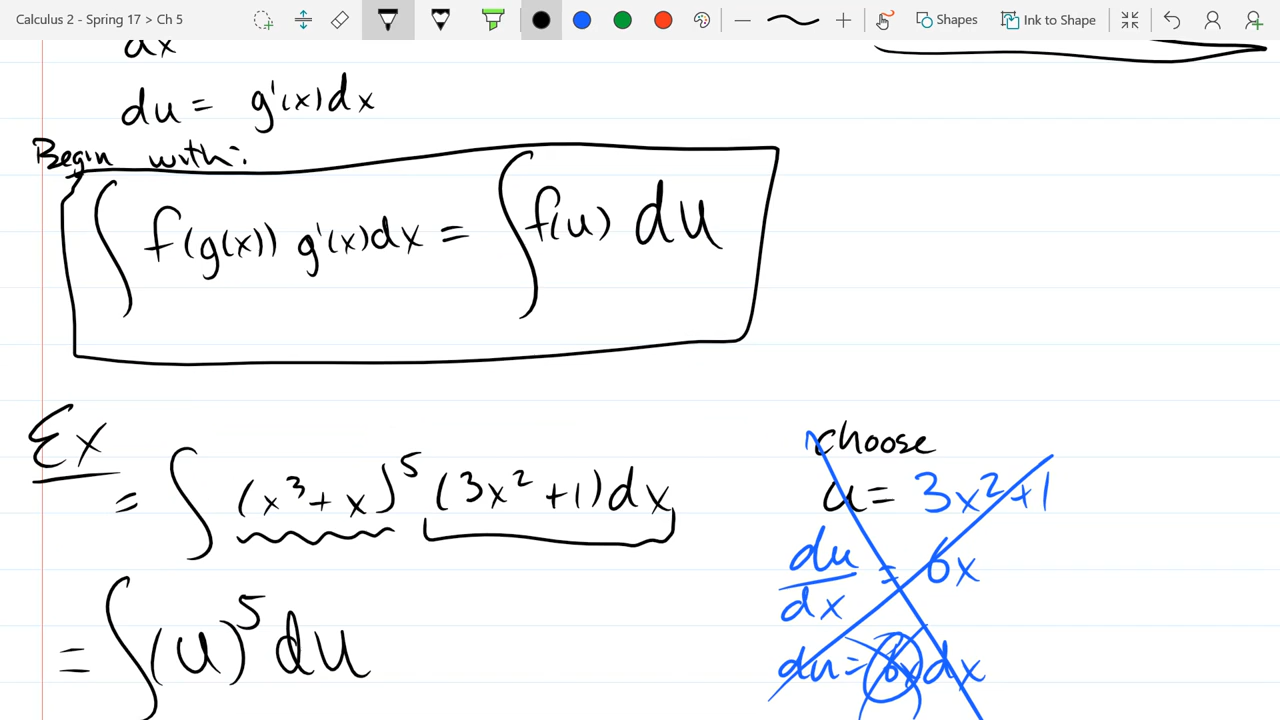 Calculus 2 - Spring 17 > Ch 5
Shapes
Ink to Shape
dx
du = g'(x)dx
Begin with:
∫ f(g(x)) g'(x)dx = ∫ f(u) du
Ex
= ∫ (x³ + x)⁵ (3x² + 1)dx
= ∫ (u)⁵ du
choose
u = 3x² + 1
du/dx = 6x
du = 6x dx